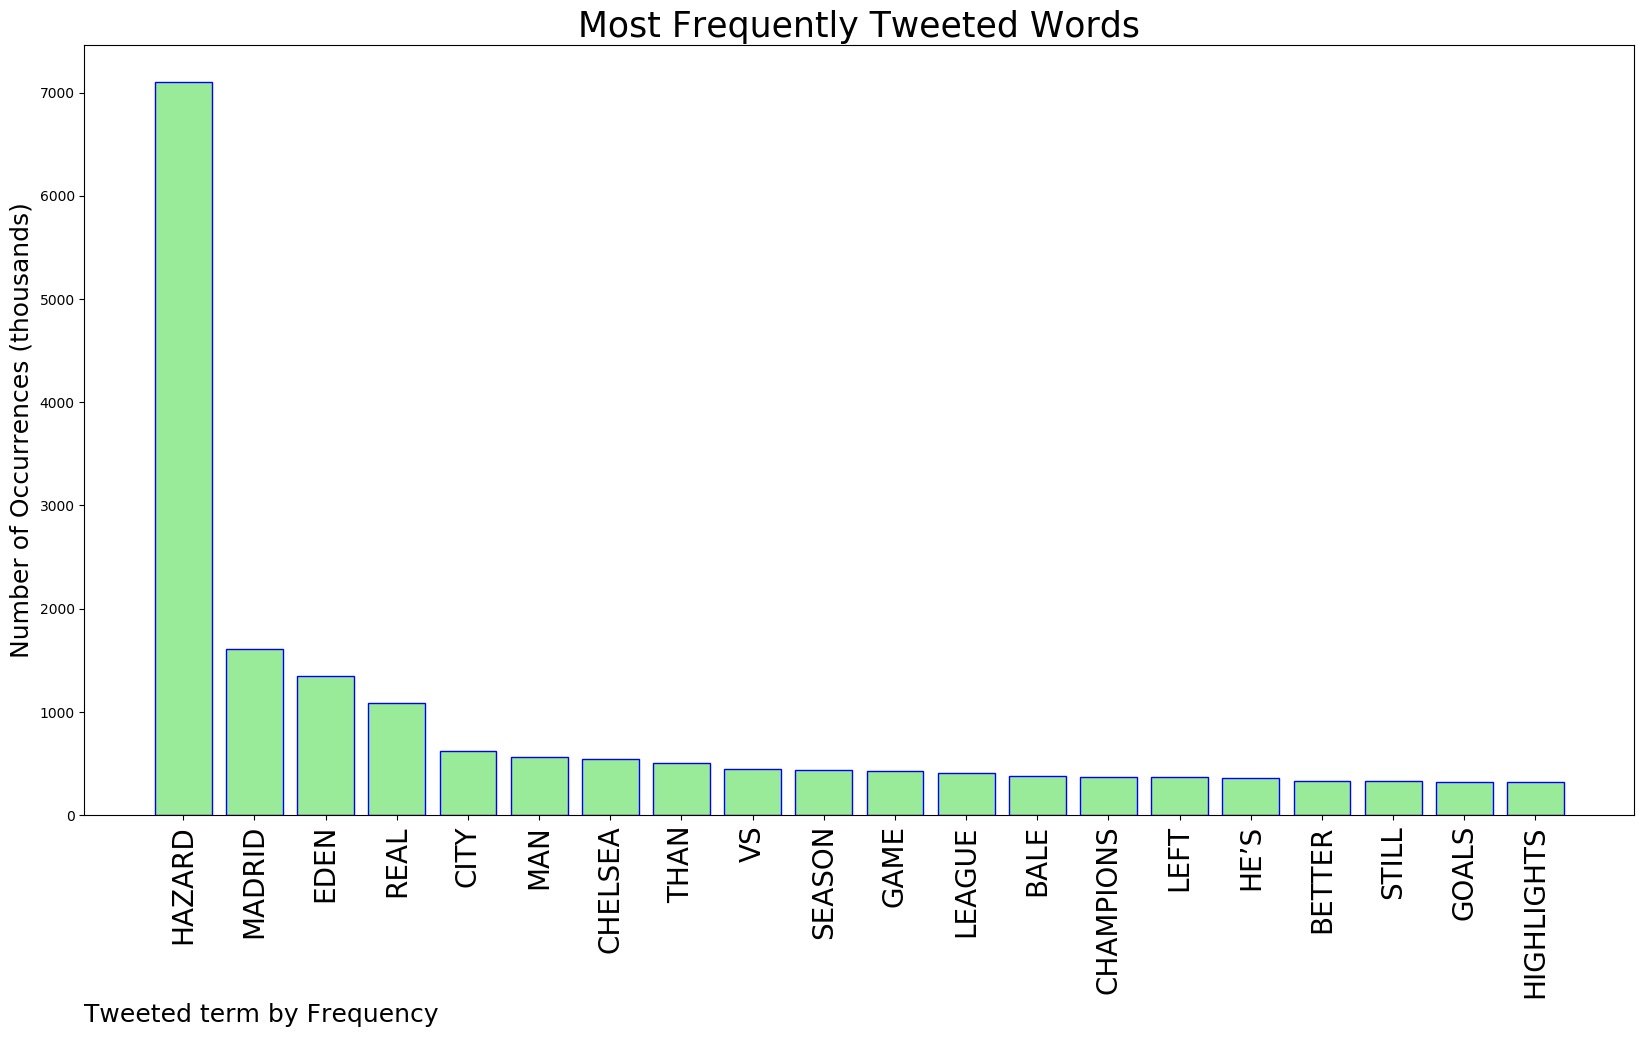 Most Frequently Tweeted Words
Number of Occurrences (thousands)
7000
6000
5000
4000
3000
2000
1000
0
HAZARD
MADRID
EDEN
REAL
CITY
MAN
CHELSEA
THAN
VS
SEASON
GAME
LEAGUE
BALE
CHAMPIONS
LEFT
HE’S
BETTER
STILL
GOALS
HIGHLIGHTS
Tweeted term by Frequency